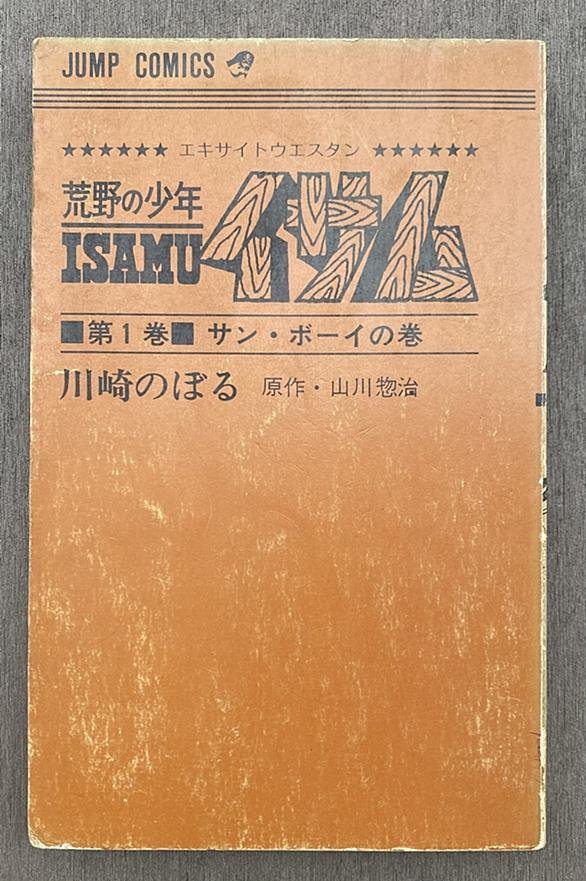 JUMP COMICS
★★★★★★ エキサイトウエスタン ★★★★★★
荒野の少年
ISAMU イサム
■第1巻■ サン・ボーイの巻
川崎のぼる 原作・山川惣治